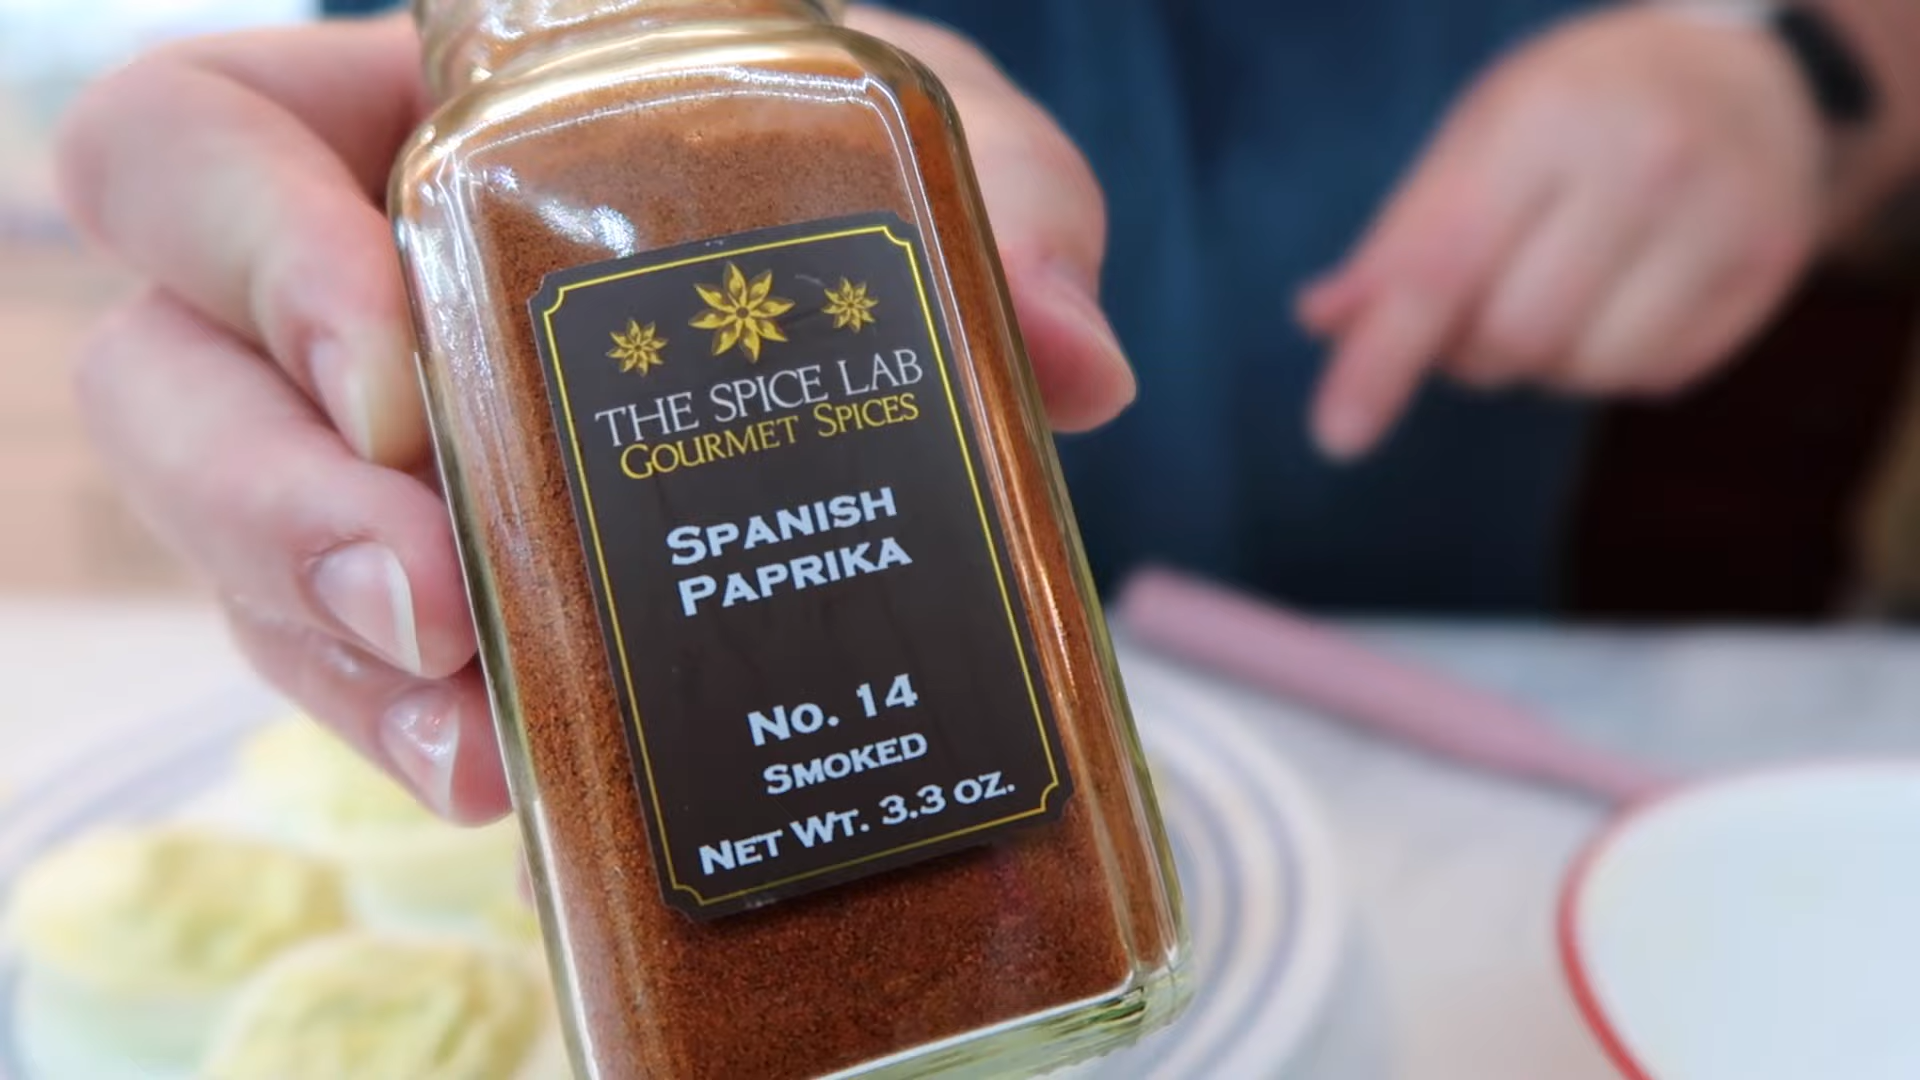 THE SPICE LAB
GOURMET SPICES
SPANISH
PAPRIKA
No. 14
SMOKED
NET WT. 3.3 OZ.